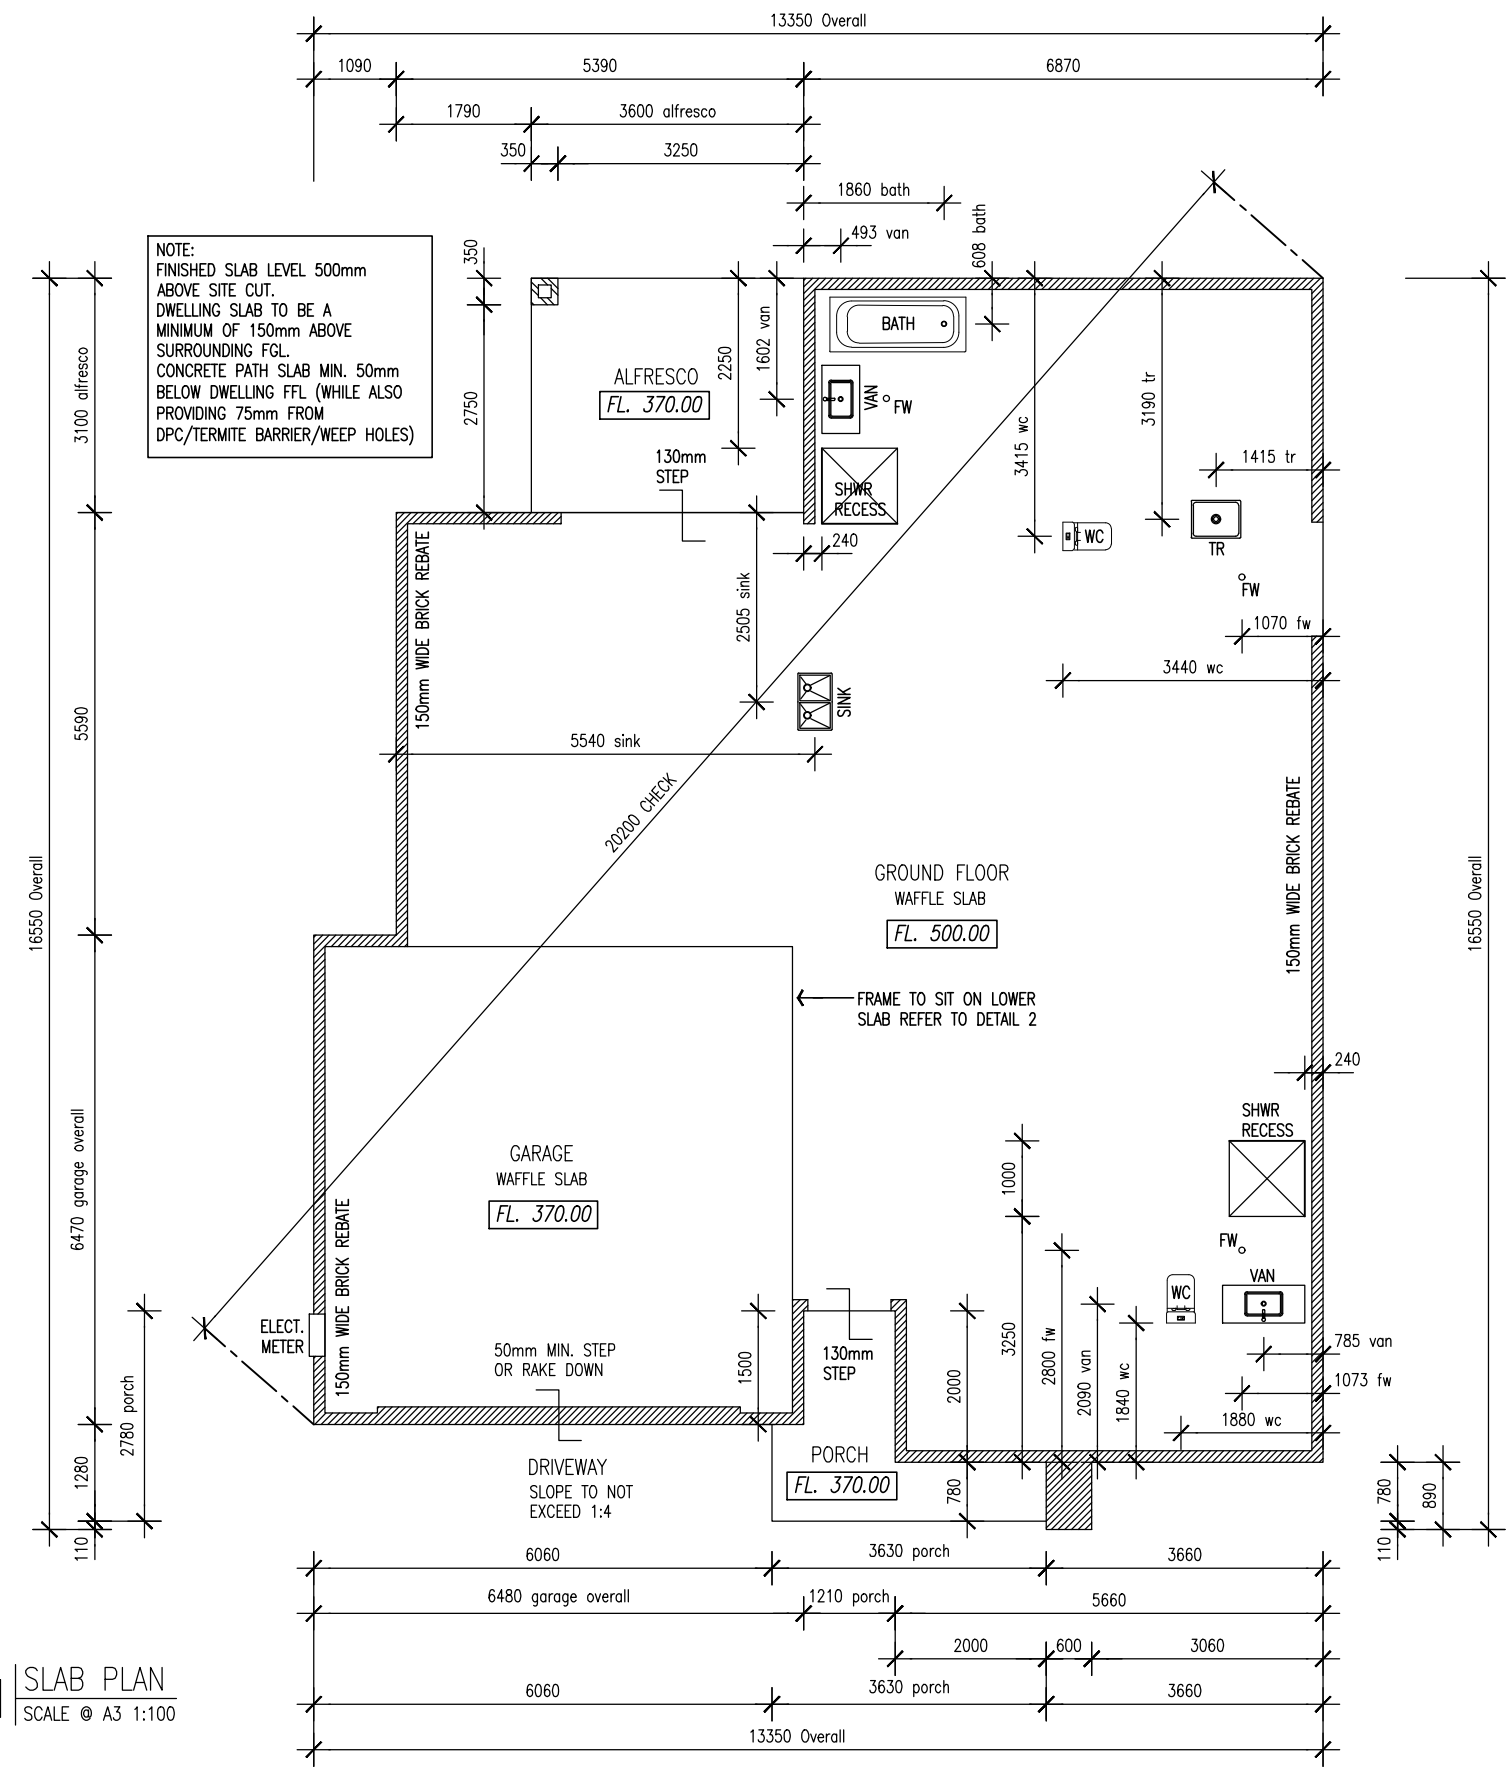 13350 Overall
1090
5390
6870
1790
3600 alfresco
350
3250
1860 bath
493 van
608 bath
NOTE:
FINISHED SLAB LEVEL 500mm
ABOVE SITE CUT.
DWELLING SLAB TO BE A
MINIMUM OF 150mm ABOVE
SURROUNDING FGL.
CONCRETE PATH SLAB MIN. 50mm
BELOW DWELLING FFL (WHILE ALSO
PROVIDING 75mm FROM
DPC/TERMITE BARRIER/WEEP HOLES)
350
2750
3100 alfresco
ALFRESCO
FL. 370.00
2250
1602 van
BATH
VAN
FW
3415 wc
3190 tr
1415 tr
130mm
STEP
SHWR
RECESS
240
WC
TR
FW
1070 fw
3440 wc
150mm WIDE BRICK REBATE
2505 sink
SINK
5540 sink
5590
20200 CHECK
16550 Overall
GROUND FLOOR
WAFFLE SLAB
FL. 500.00
150mm WIDE BRICK REBATE
16550 Overall
FRAME TO SIT ON LOWER
SLAB REFER TO DETAIL 2
240
6470 garage overall
GARAGE
WAFFLE SLAB
FL. 370.00
150mm WIDE BRICK REBATE
SHWR
RECESS
1000
3250
FW
VAN
WC
2800 fw
2090 van
1840 wc
785 van
1073 fw
1880 wc
ELECT.
METER
50mm MIN. STEP
OR RAKE DOWN
1500
130mm
STEP
2000
2780 porch
1280
110
DRIVEWAY
SLOPE TO NOT
EXCEED 1:4
PORCH
FL. 370.00
780
780
890
110
6060
3630 porch
3660
6480 garage overall
1210 porch
5660
2000
600
3060
6060
3630 porch
3660
13350 Overall
SLAB PLAN
SCALE @ A3 1:100